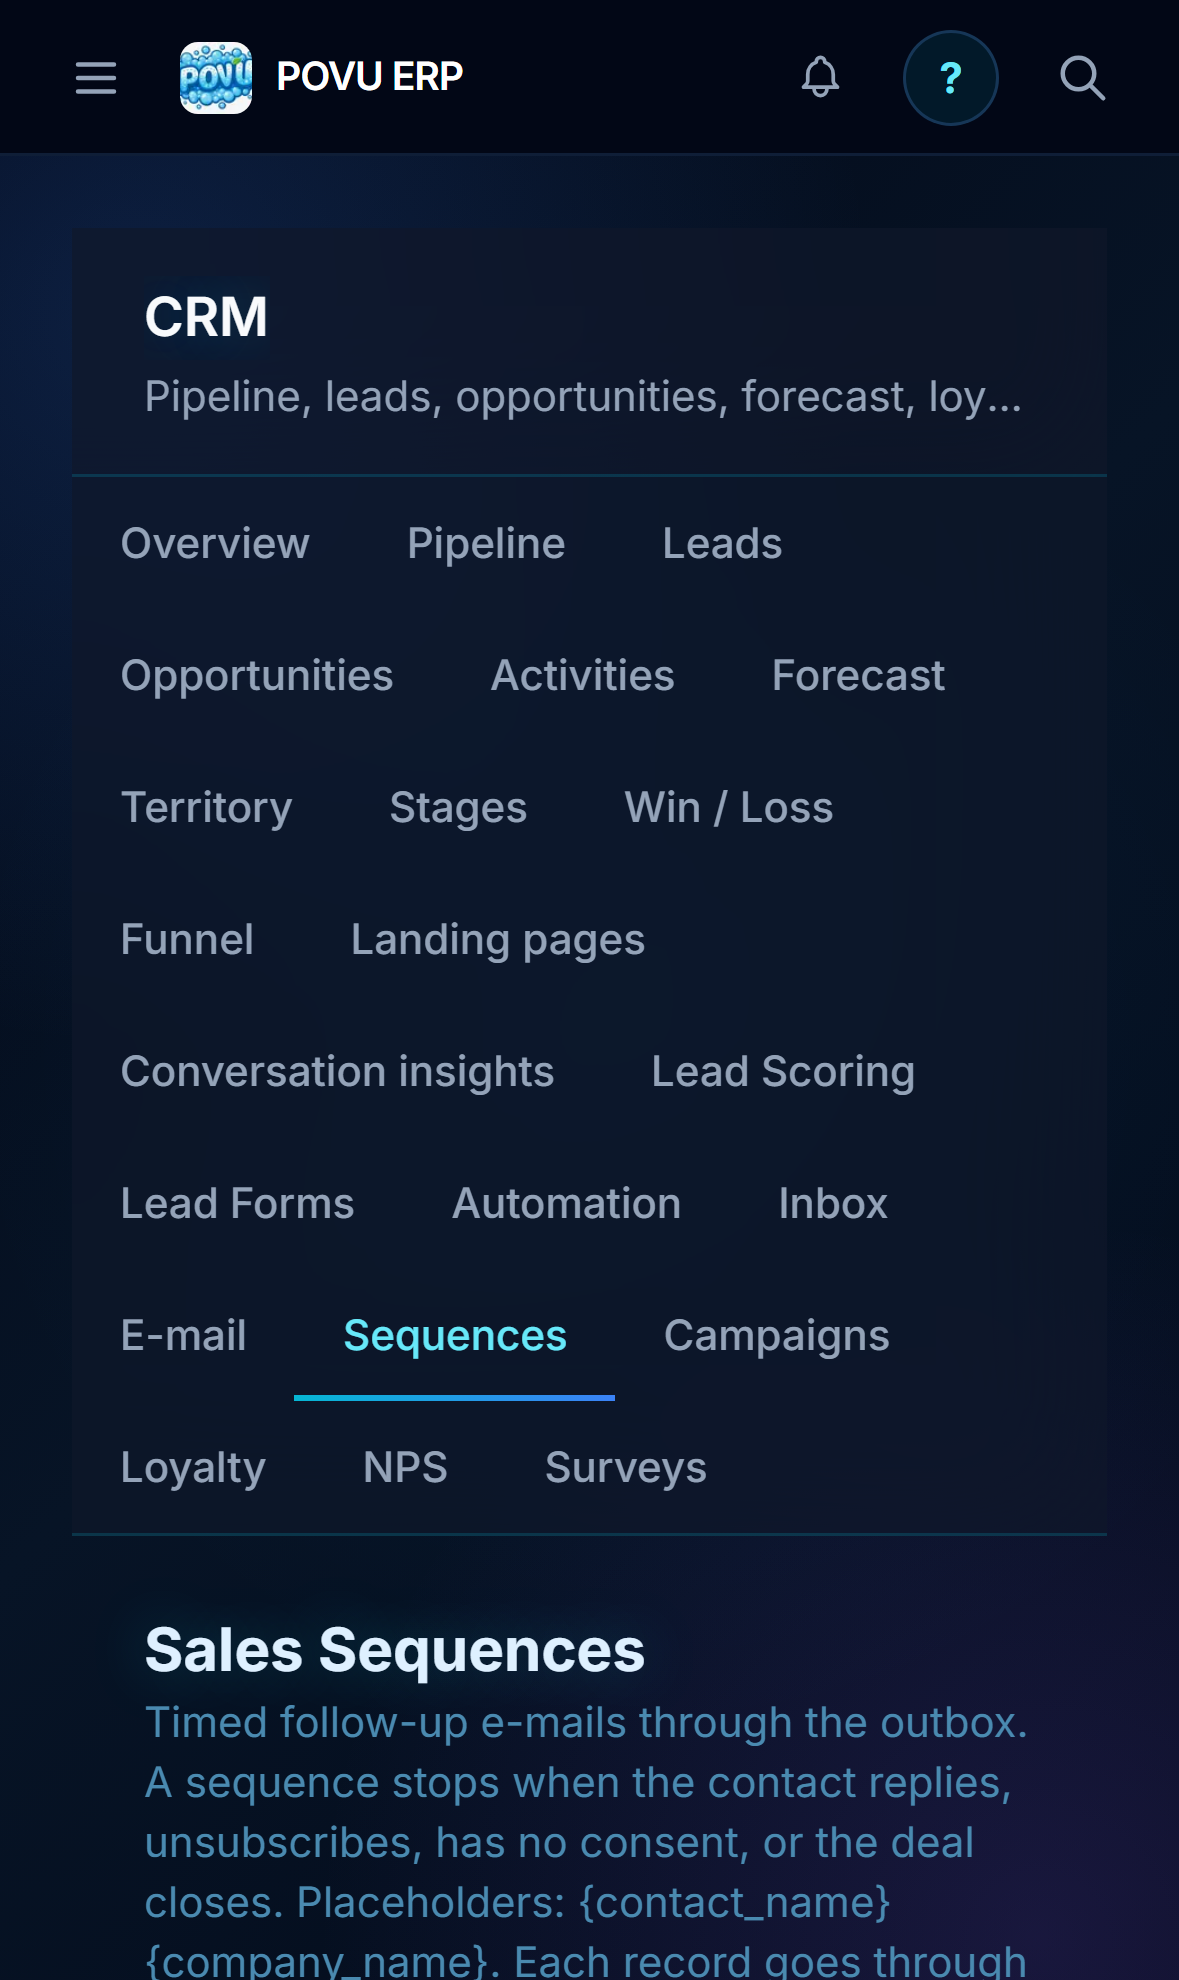 POVU
POVU ERP
?
CRM
Pipeline, leads, opportunities, forecast, loy...
Overview Pipeline Leads
Opportunities Activities Forecast
Territory Stages Win / Loss
Funnel Landing pages
Conversation insights Lead Scoring
Lead Forms Automation Inbox
E-mail Sequences Campaigns
Loyalty NPS Surveys
Sales Sequences
Timed follow-up e-mails through the outbox.
A sequence stops when the contact replies,
unsubscribes, has no consent, or the deal
closes. Placeholders: {contact_name}
{company_name}. Each record goes through